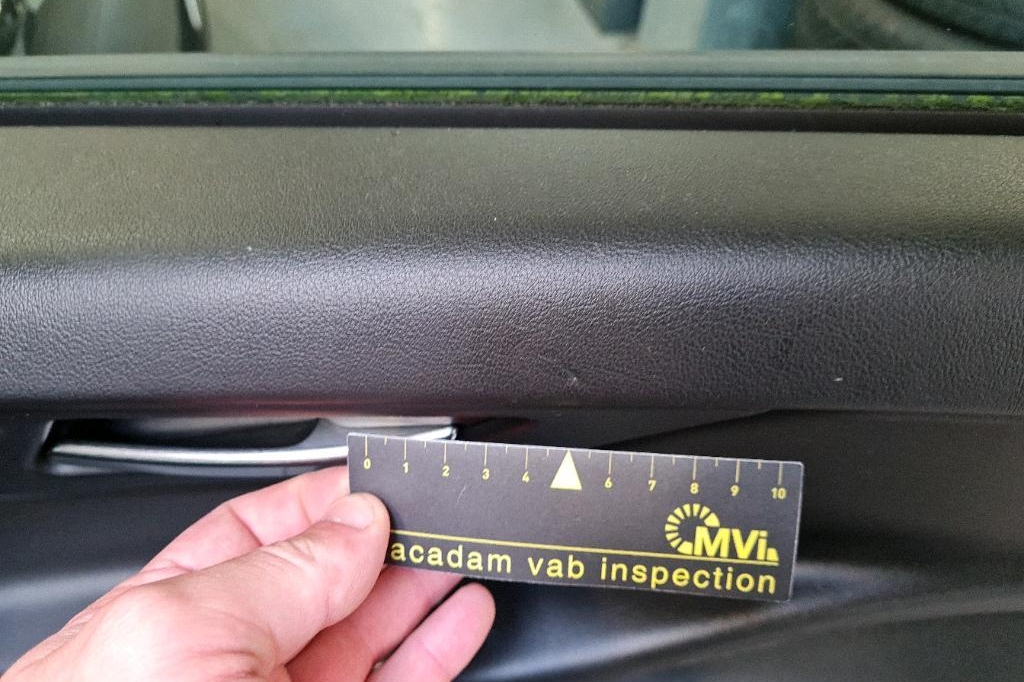 0 1 2 3 4 6 7 8 9 10
MVi
acadam vab inspection